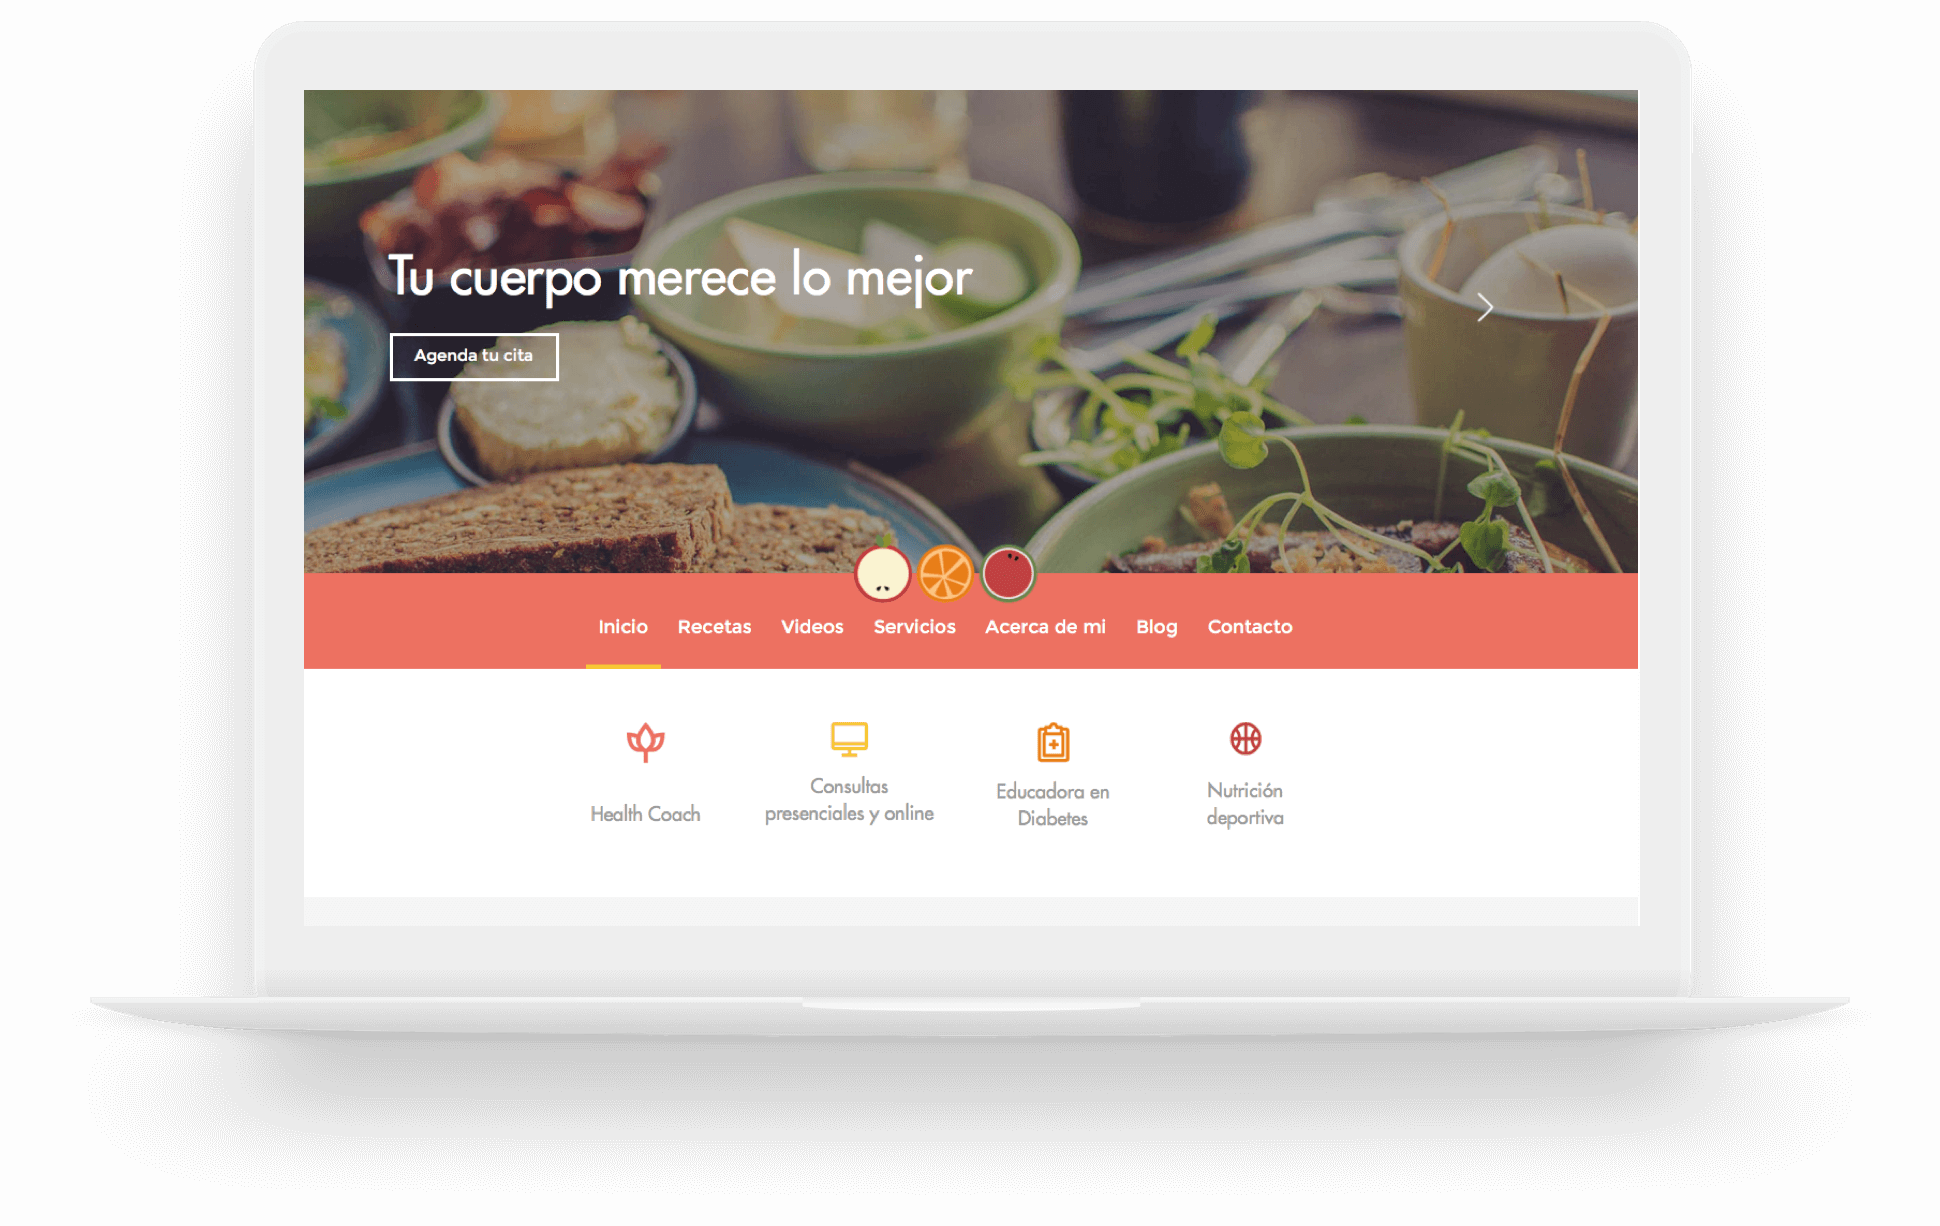 Tu cuerpo merece lo mejor
Agenda tu cita
Inicio Recetas Videos Servicios Acerca de mi Blog Contacto
Health Coach
Consultas
presenciales y online
Educadora en
Diabetes
Nutrición
deportiva